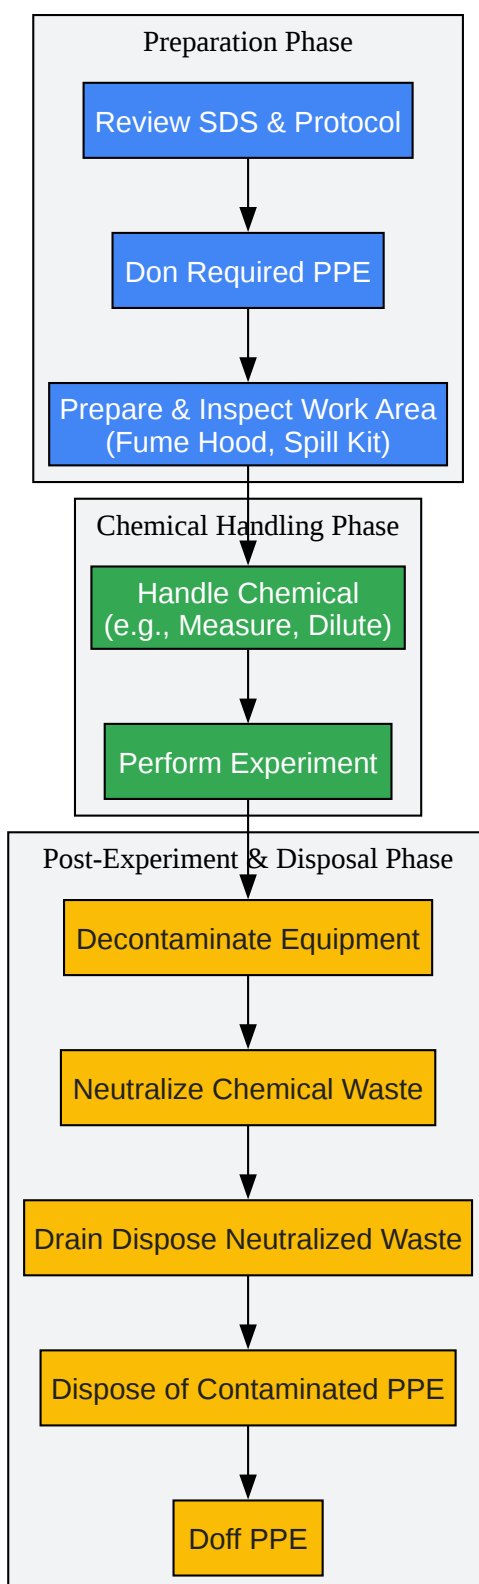 Preparation Phase
Review SDS & Protocol
Don Required PPE
Prepare & Inspect Work Area
(Fume Hood, Spill Kit)
Chemical Handling Phase
Handle Chemical
(e.g., Measure, Dilute)
Perform Experiment
Post-Experiment & Disposal Phase
Decontaminate Equipment
Neutralize Chemical Waste
Drain Dispose Neutralized Waste
Dispose of Contaminated PPE
Doff PPE